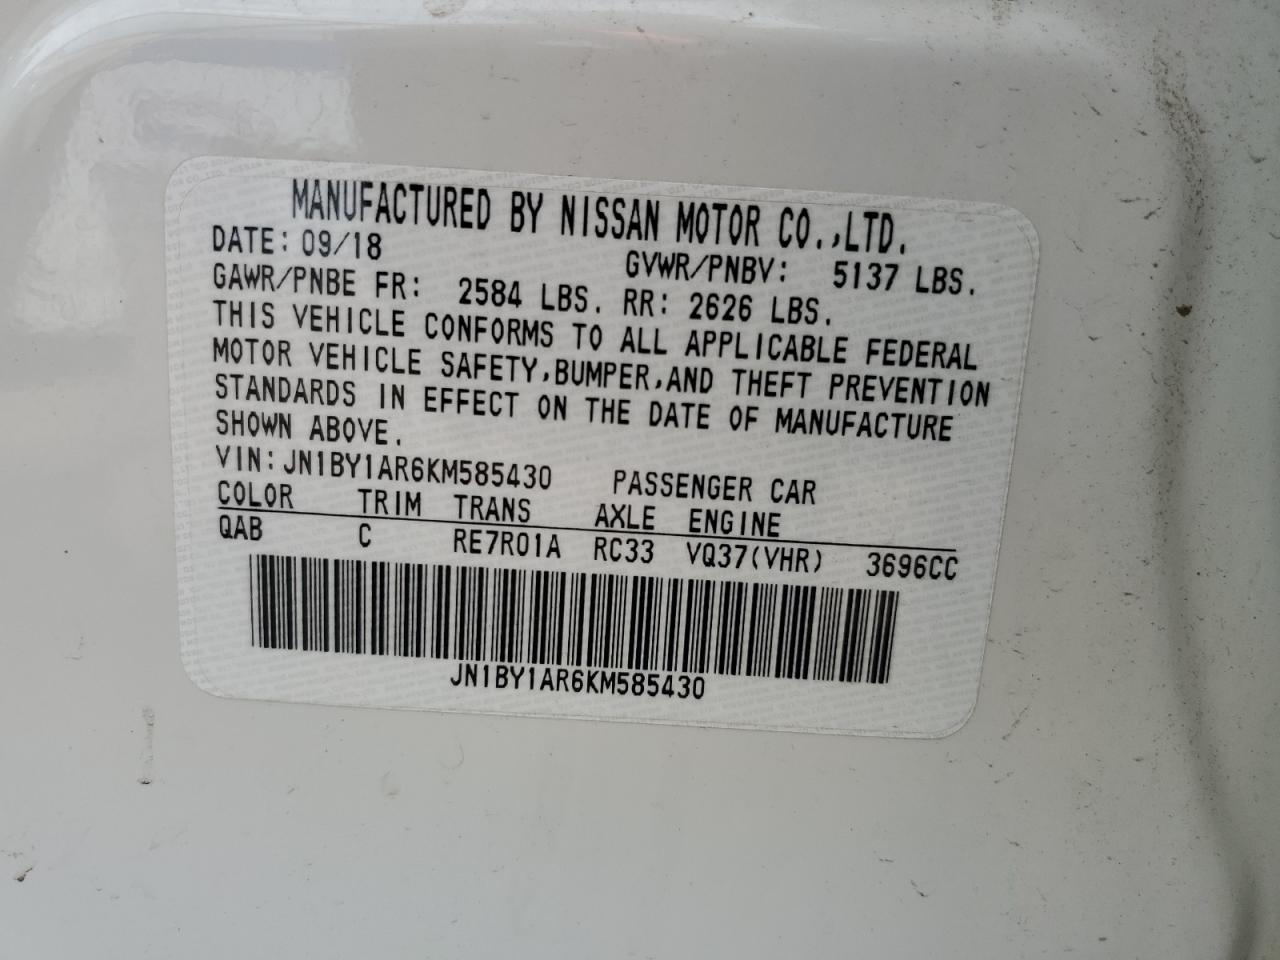 MANUFACTURED BY NISSAN MOTOR CO.,LTD.
DATE: 09/18 GVWR/PNBV: 5137 LBS.
GAWR/PNBE FR: 2584 LBS. RR: 2626 LBS.
THIS VEHICLE CONFORMS TO ALL APPLICABLE FEDERAL
MOTOR VEHICLE SAFETY,BUMPER,AND THEFT PREVENTION
STANDARDS IN EFFECT ON THE DATE OF MANUFACTURE
SHOWN ABOVE.
VIN: JN1BY1AR6KM585430 PASSENGER CAR
COLOR TRIM TRANS AXLE ENGINE
QAB C RE7R01A RC33 VQ37(VHR) 3696CC
JN1BY1AR6KM585430